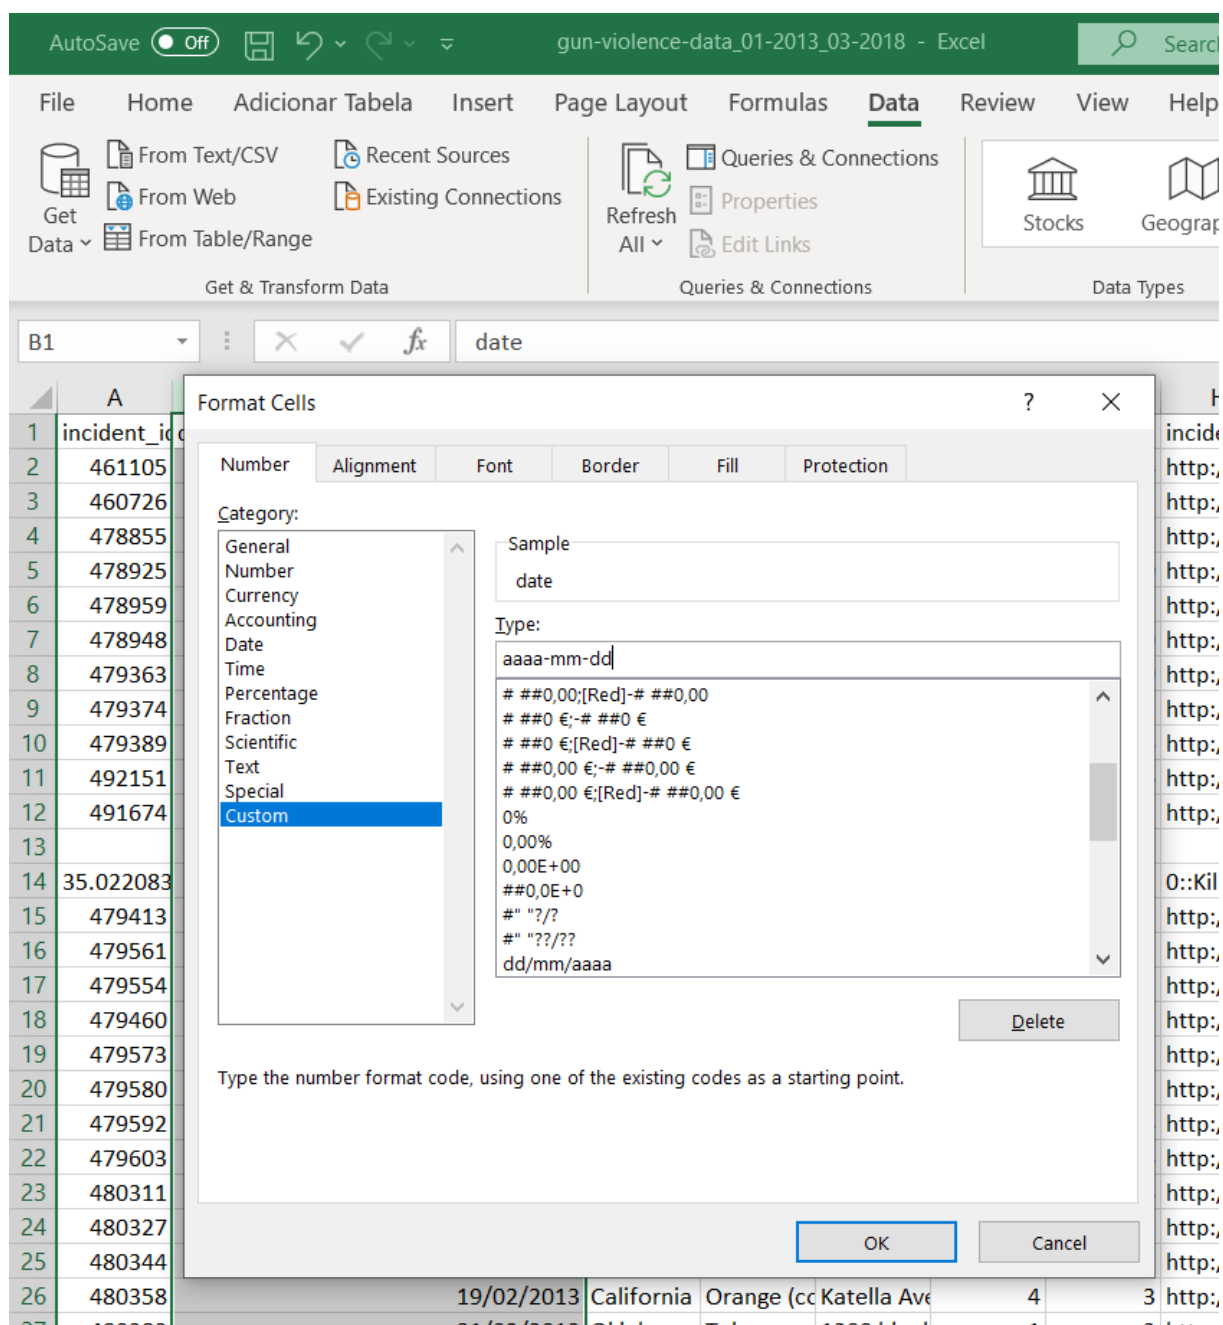 AutoSave Off gun-violence-data_01-2013_03-2018 - Excel
File Home Adicionar Tabela Insert Page Layout Formulas Data Review View Help
From Text/CSV Recent Sources Queries & Connections
From Web Existing Connections Properties
Get Data From Table/Range Refresh All Edit Links Stocks
Get & Transform Data Queries & Connections Data Types
B1 fx date
A
Format Cells ?
1 incident_id
Number Alignment Font Border Fill Protection
2 461105 http:/
3 460726 http:/
4 478855 http:/
5 478925 http:/
6 478959 http:/
7 478948 http:/
8 479363 http:/
9 479374 http:/
10 479389 http:/
11 492151 http:/
12 491674 http:/
13
14 35.022083 0::Kil
15 479413 http:/
16 479561 http:/
17 479554 http:/
18 479460 http:/
19 479573 http:/
20 479580 http:/
21 479592 http:/
22 479603 http:/
23 480311 http:/
24 480327 http:/
25 480344 http:/
26 480358 19/02/2013 California Orange (cc Katella Ave 4 3 http:/
Category:
General
Number
Currency
Accounting
Date
Time
Percentage
Fraction
Scientific
Text
Special
Custom
Sample
date
Type:
aaaa-mm-dd
# ##0,00;[Red]-# ##0,00
# ##0 €;-# ##0 €
# ##0 €;[Red]-# ##0 €
# ##0,00 €;-# ##0,00 €
# ##0,00 €;[Red]-# ##0,00 €
0%
0,00%
0,00E+00
##0,0E+0
#" "?/?
#" "??/??
dd/mm/aaaa
Delete
Type the number format code, using one of the existing codes as a starting point.
OK Cancel